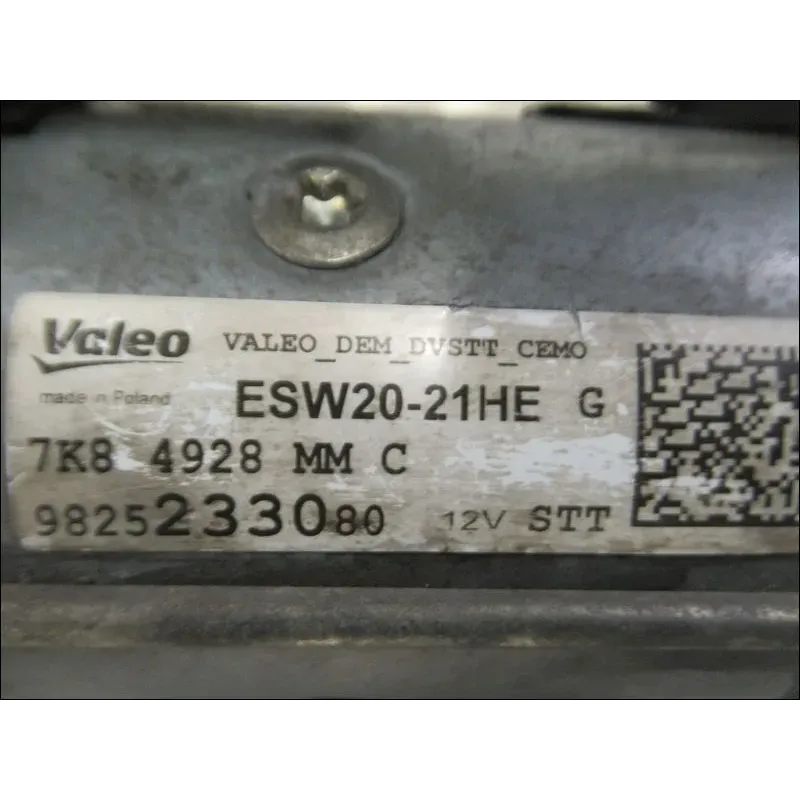 Valeo VALEO_DEM_DVSTT_CEMO
made in Poland ESW20-21HE G
7K8 4928 MM C
9825233080 12V STT